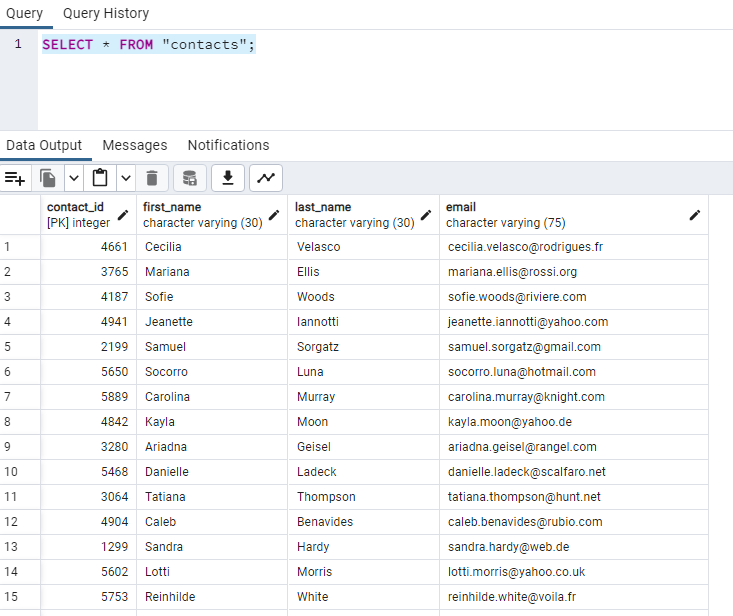 Query Query History
1 SELECT * FROM "contacts";
Data Output Messages Notifications
contact_id first_name last_name email
[PK] integer character varying (30) character varying (30) character varying (75)
1 4661 Cecilia Velasco cecilia.velasco@rodrigues.fr
2 3765 Mariana Ellis mariana.ellis@rossi.org
3 4187 Sofie Woods sofie.woods@riviere.com
4 4941 Jeanette Iannotti jeanette.iannotti@yahoo.com
5 2199 Samuel Sorgatz samuel.sorgatz@gmail.com
6 5650 Socorro Luna socorro.luna@hotmail.com
7 5889 Carolina Murray carolina.murray@knight.com
8 4842 Kayla Moon kayla.moon@yahoo.de
9 3280 Ariadna Geisel ariadna.geisel@rangel.com
10 5468 Danielle Ladeck danielle.ladeck@scalfaro.net
11 3064 Tatiana Thompson tatiana.thompson@hunt.net
12 4904 Caleb Benavides caleb.benavides@rubio.com
13 1299 Sandra Hardy sandra.hardy@web.de
14 5602 Lotti Morris lotti.morris@yahoo.co.uk
15 5753 Reinhilde White reinhilde.white@voila.fr